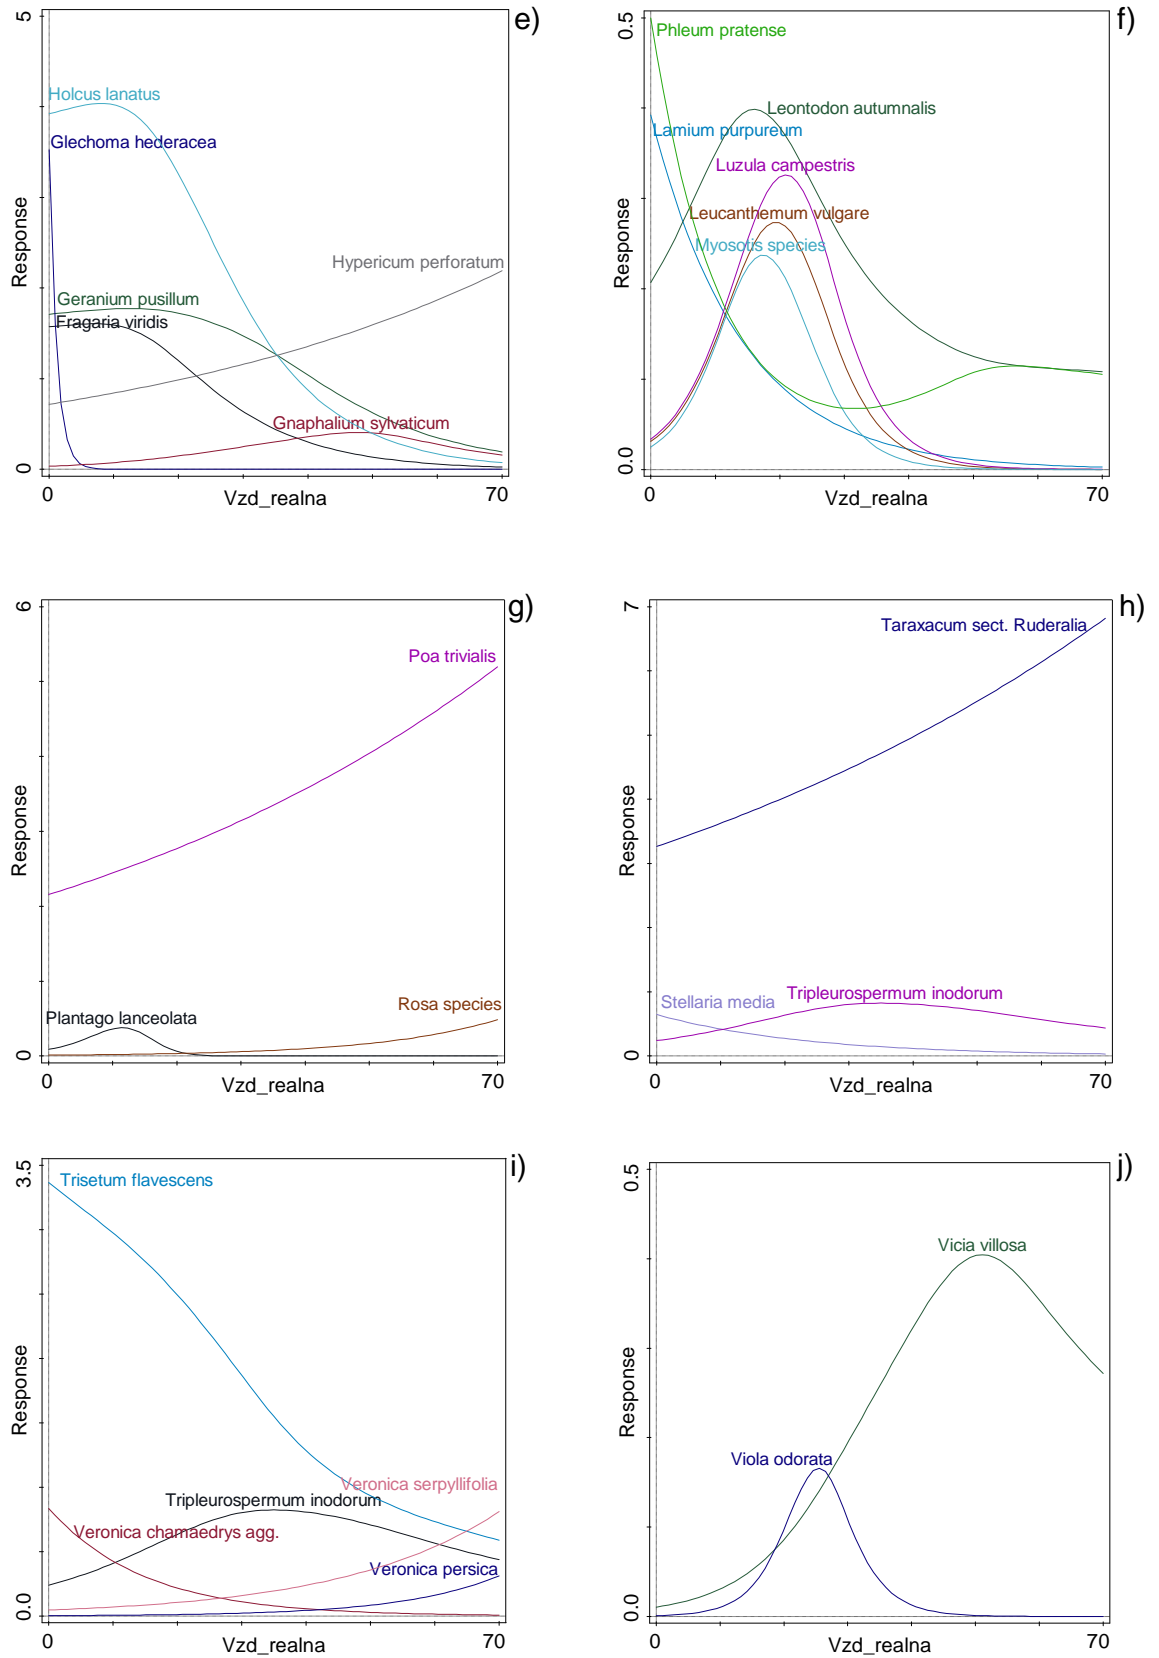 e)
5
Holcus lanatus
Glechoma hederacea
Hypericum perforatum
Geranium pusillum
Fragaria viridis
Gnaphalium sylvaticum
Response
0
0
70
Vzd_realna
f)
0.5
Phleum pratense
Leontodon autumnalis
Lamium purpureum
Luzula campestris
Leucanthemum vulgare
Myosotis species
Response
0.0
0
70
Vzd_realna
g)
6
Poa trivialis
Rosa species
Plantago lanceolata
Response
0
0
70
Vzd_realna
h)
7
Taraxacum sect. Ruderalia
Tripleurospermum inodorum
Stellaria media
Response
0
0
70
Vzd_realna
i)
3.5
Trisetum flavescens
Veronica serpyllifolia
Tripleurospermum inodorum
Veronica chamaedrys agg.
Veronica persica
Response
0.0
0
70
Vzd_realna
j)
0.5
Vicia villosa
Viola odorata
Response
0.0
0
70
Vzd_realna